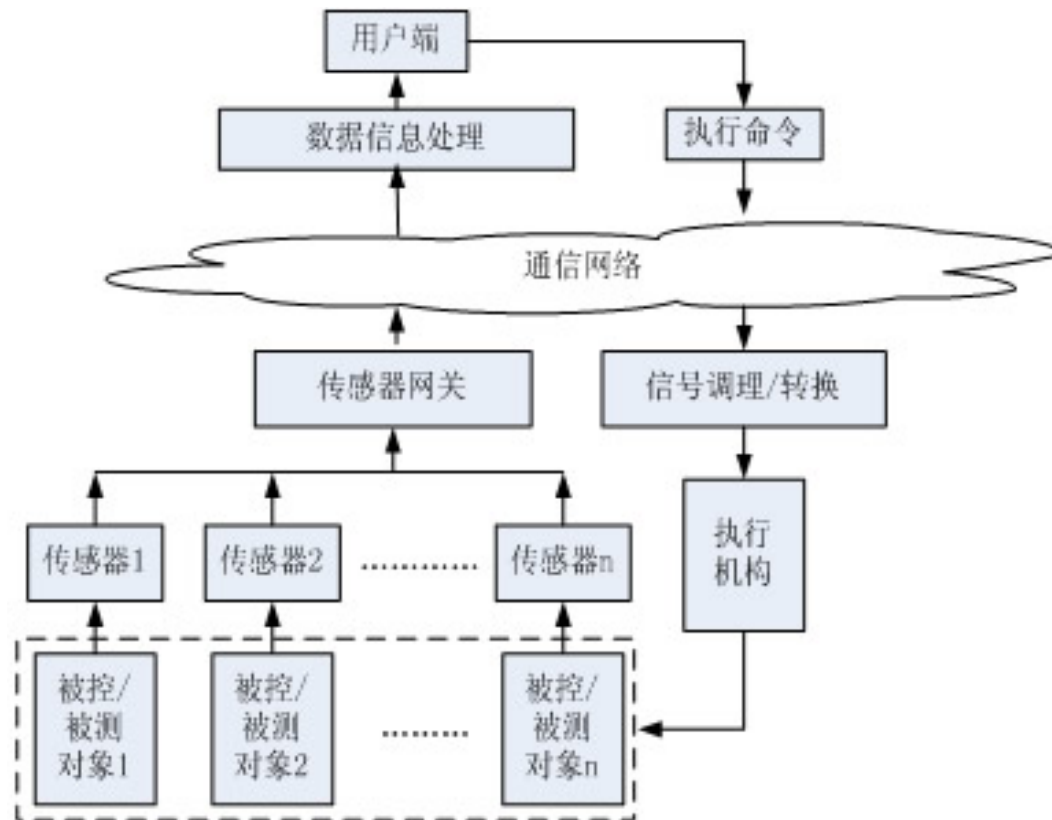 用户端
数据信息处理
执行命令
通信网络
传感器网关
信号调理/转换
传感器1
传感器2
…………
传感器n
执行
机构
被控/
被测
对象1
被控/
被测
对象2
………
被控/
被测
对象n